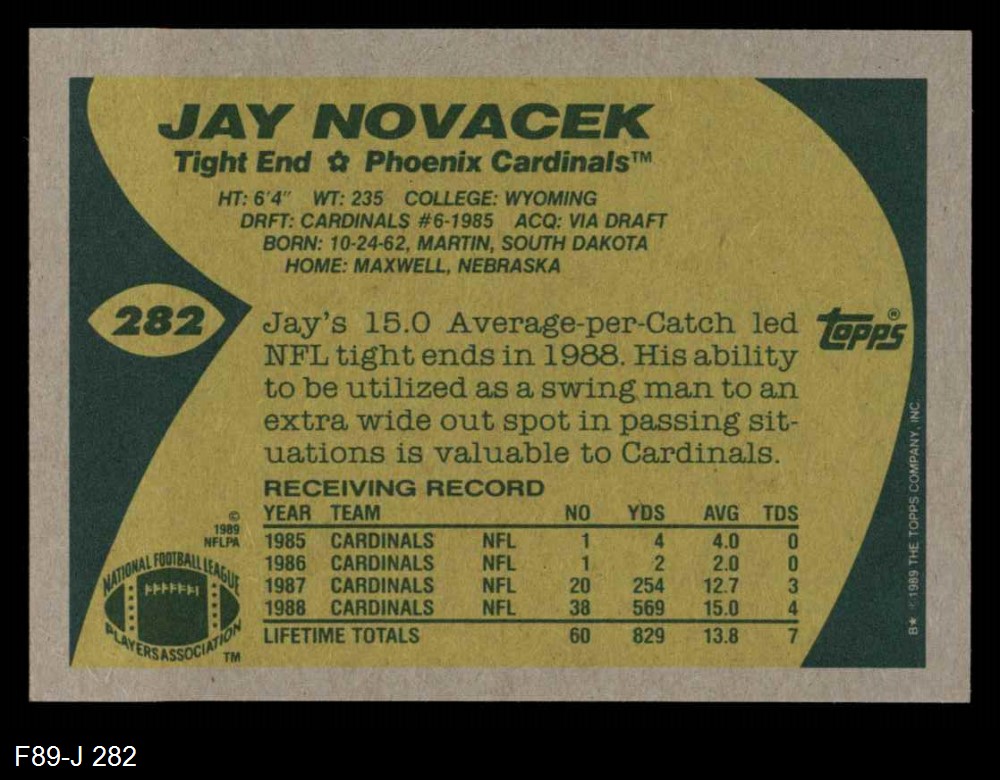 JAY NOVACEK
Tight End ✩ Phoenix Cardinals™
HT: 6'4" WT: 235 COLLEGE: WYOMING
DRFT: CARDINALS #6-1985 ACQ: VIA DRAFT
BORN: 10-24-62, MARTIN, SOUTH DAKOTA
HOME: MAXWELL, NEBRASKA
282
Jay's 15.0 Average-per-Catch led
NFL tight ends in 1988. His ability
to be utilized as a swing man to an
extra wide out spot in passing sit-
uations is valuable to Cardinals.
topps®
RECEIVING RECORD
YEAR TEAM NO YDS AVG TDS
1985 CARDINALS NFL 1 4 4.0 0
1986 CARDINALS NFL 1 2 2.0 0
1987 CARDINALS NFL 20 254 12.7 3
1988 CARDINALS NFL 38 569 15.0 4
LIFETIME TOTALS 60 829 13.8 7
©
1989
NFLPA
NATIONAL FOOTBALL LEAGUE
PLAYERS ASSOCIATION
TM
B★ © 1989 THE TOPPS COMPANY, INC.
F89-J 282